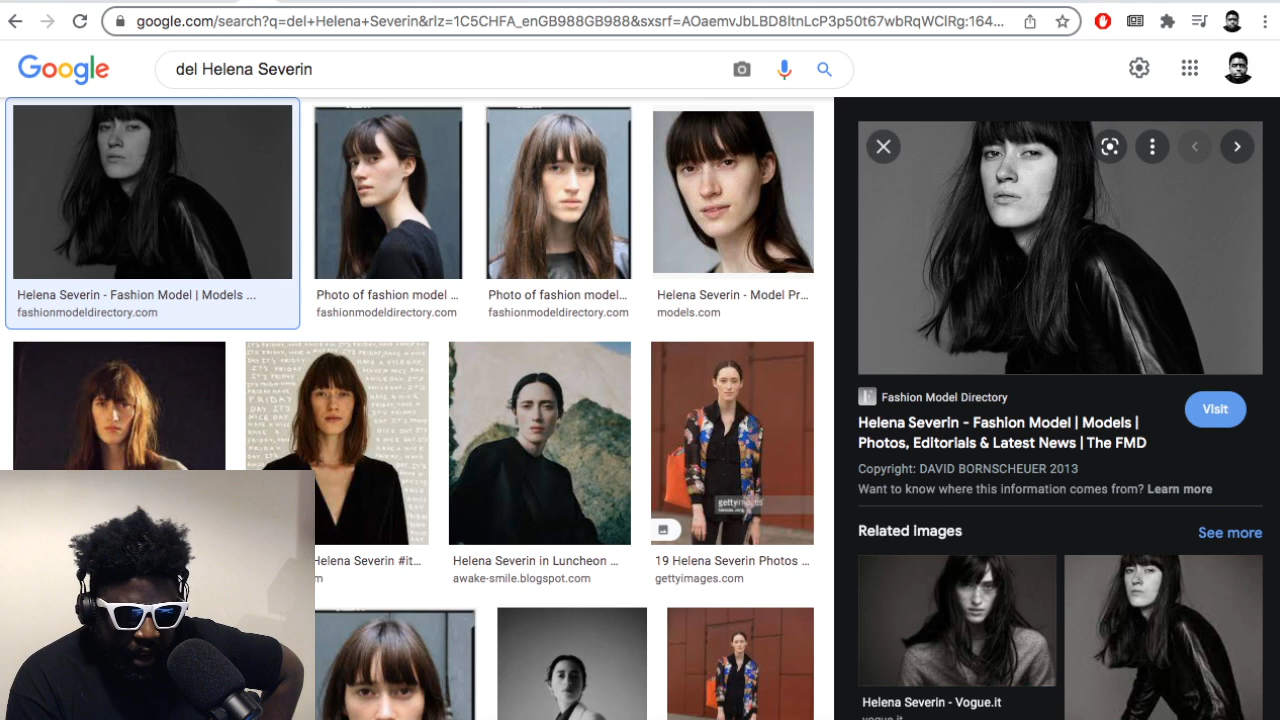 google.com/search?q=del+Helena+Severin&rlz=1C5CHFA_enGB988GB988&sxsrf=AOaemvJbLBD8ltnLcP3p50t67wbRqWClRg:164...
Google
del Helena Severin
Helena Severin - Fashion Model | Models ...
fashionmodeldirectory.com
Photo of fashion model ...
fashionmodeldirectory.com
Photo of fashion model...
fashionmodeldirectory.com
Helena Severin - Model Pr...
models.com
gettyimages
Helena Severin #it...
m
Helena Severin in Luncheon ...
awake-smile.blogspot.com
19 Helena Severin Photos ...
gettyimages.com
Fashion Model Directory
Helena Severin - Fashion Model | Models |
Photos, Editorials & Latest News | The FMD
Visit
Copyright: DAVID BORNSCHEUER 2013
Want to know where this information comes from? Learn more
Related images
See more
Helena Severin - Vogue.it
vogue.it